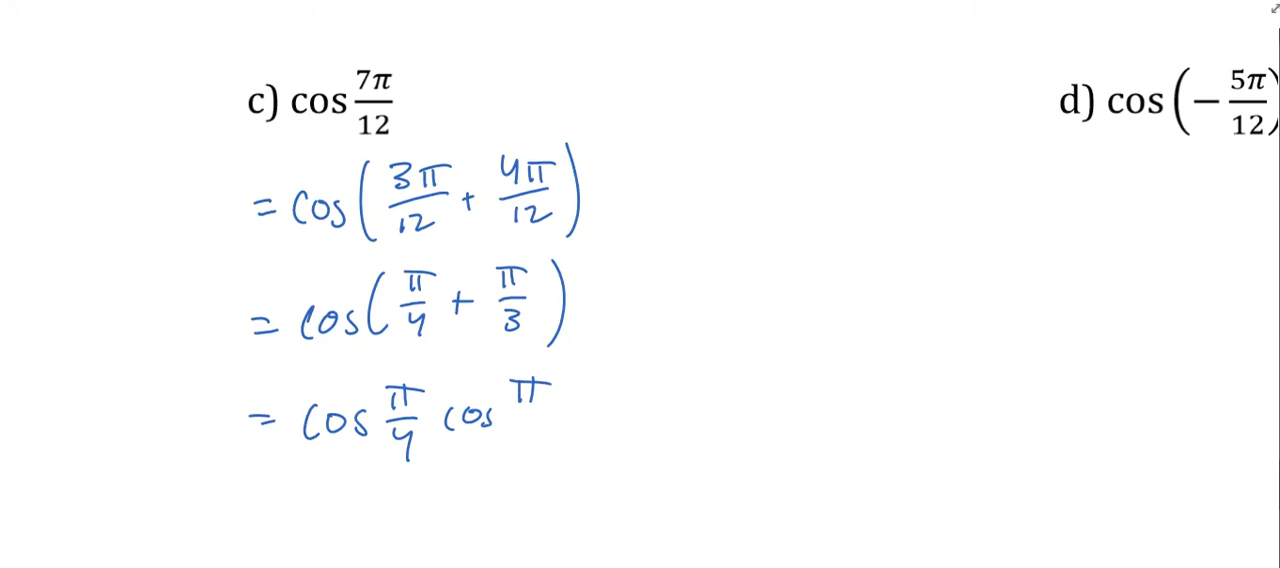 c) cos 7π/12
d) cos (− 5π/12)
= cos ( 3π/12 + 4π/12 )
= cos ( π/4 + π/3 )
= cos π/4 cos π